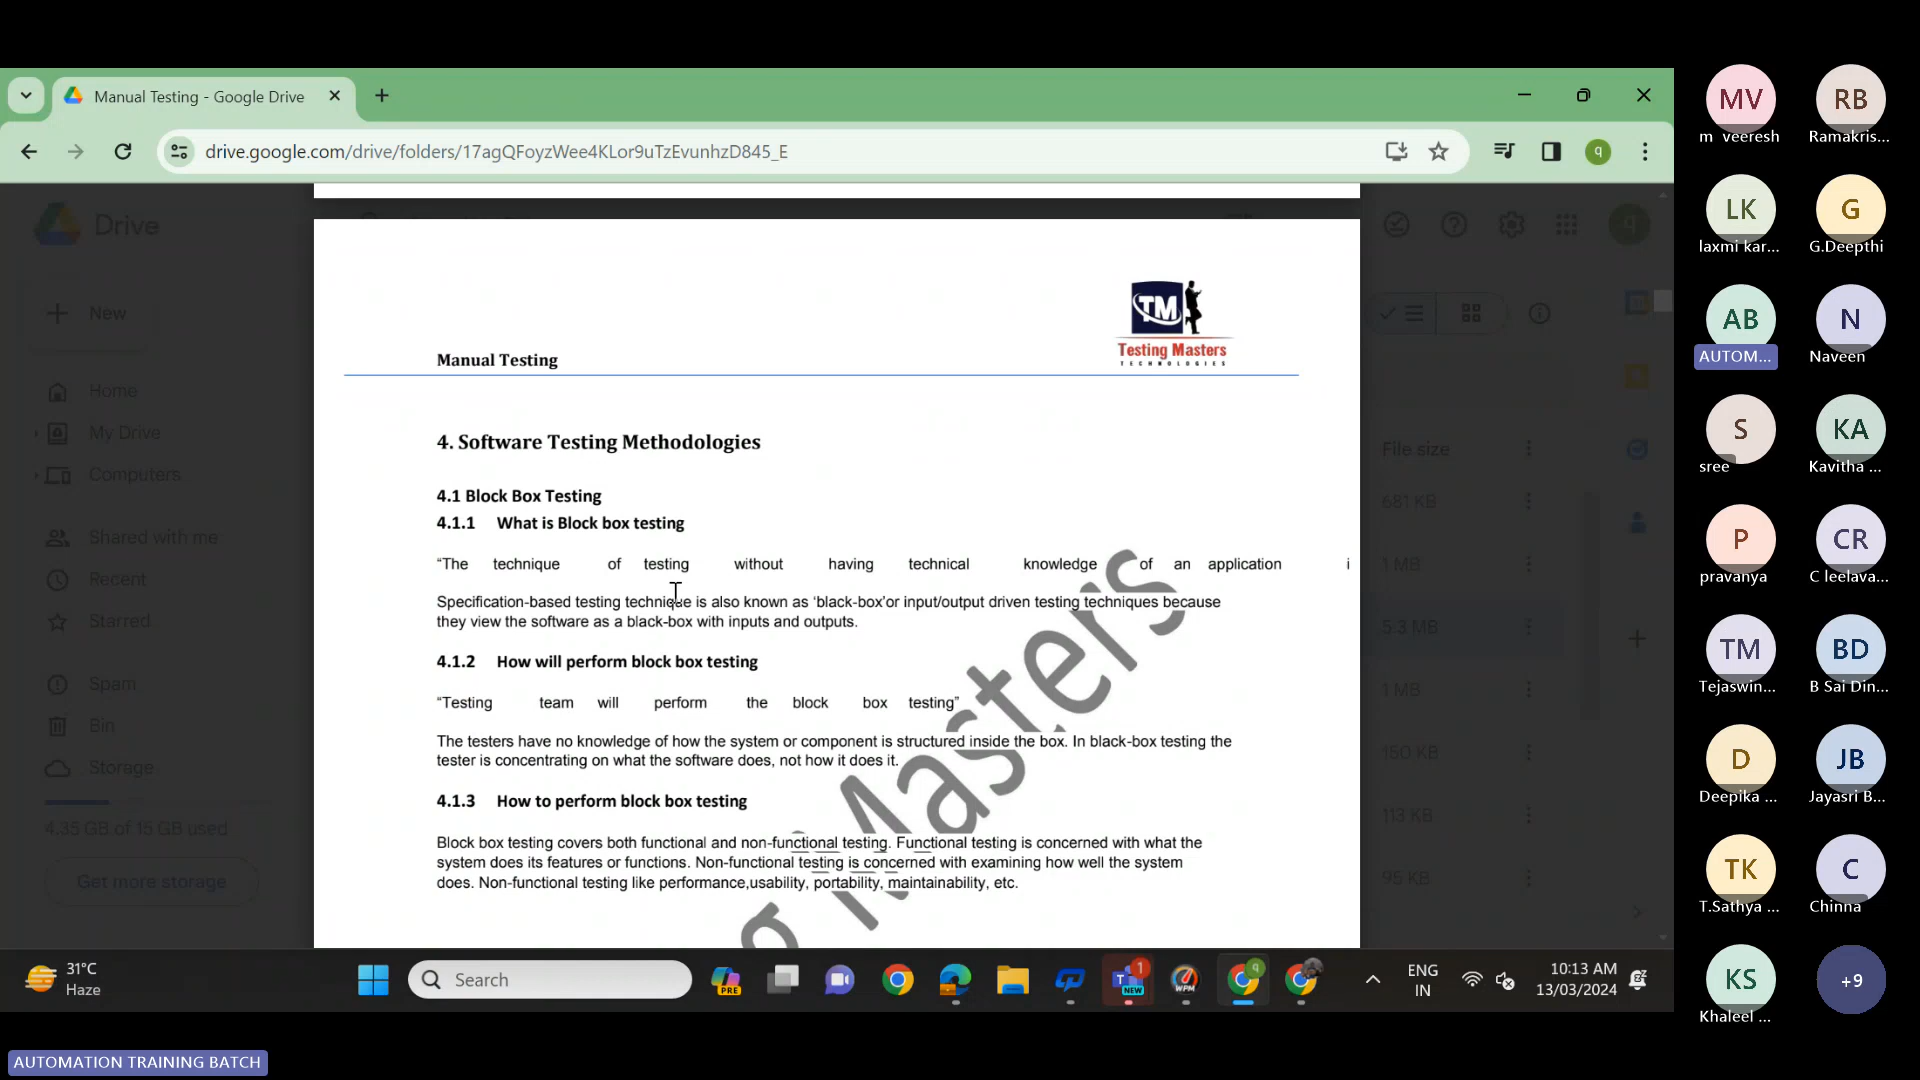 Manual Testing - Google Drive
drive.google.com/drive/folders/17agQFoyzWee4KLor9uTzEvunhzD845_E
q
Drive
New
Home
My Drive
Computers
Shared with me
Recent
Starred
Spam
Bin
Storage
4.35 GB of 15 GB used
Get more storage
File size
681 KB
1 MB
5.3 MB
1 MB
150 KB
113 KB
95 KB
TM
Testing Masters
TECHNOLOGIES
Manual Testing
4. Software Testing Methodologies
4.1 Block Box Testing
4.1.1 What is Block box testing
“The technique of testing without having technical knowledge of an application i
Specification-based testing technique is also known as ‘black-box’or input/output driven testing techniques because
they view the software as a black-box with inputs and outputs.
4.1.2 How will perform block box testing
“Testing team will perform the block box testing”
The testers have no knowledge of how the system or component is structured inside the box. In black-box testing the
tester is concentrating on what the software does, not how it does it.
4.1.3 How to perform block box testing
Block box testing covers both functional and non-functional testing. Functional testing is concerned with what the
system does its features or functions. Non-functional testing is concerned with examining how well the system
does. Non-functional testing like performance,usability, portability, maintainability, etc.
g Masters
31°C
Haze
Search
PRE
NEW
1
WPM
q
ENG
IN
10:13 AM
13/03/2024
MV
m veeresh
RB
Ramakris...
LK
laxmi kar...
G
G.Deepthi
AB
AUTOM...
N
Naveen
S
sree
KA
Kavitha ...
P
pravanya
CR
C leelava...
TM
Tejaswin...
BD
B Sai Din...
D
Deepika ...
JB
Jayasri B...
TK
T.Sathya ...
C
Chinna
KS
Khaleel ...
+9
AUTOMATION TRAINING BATCH